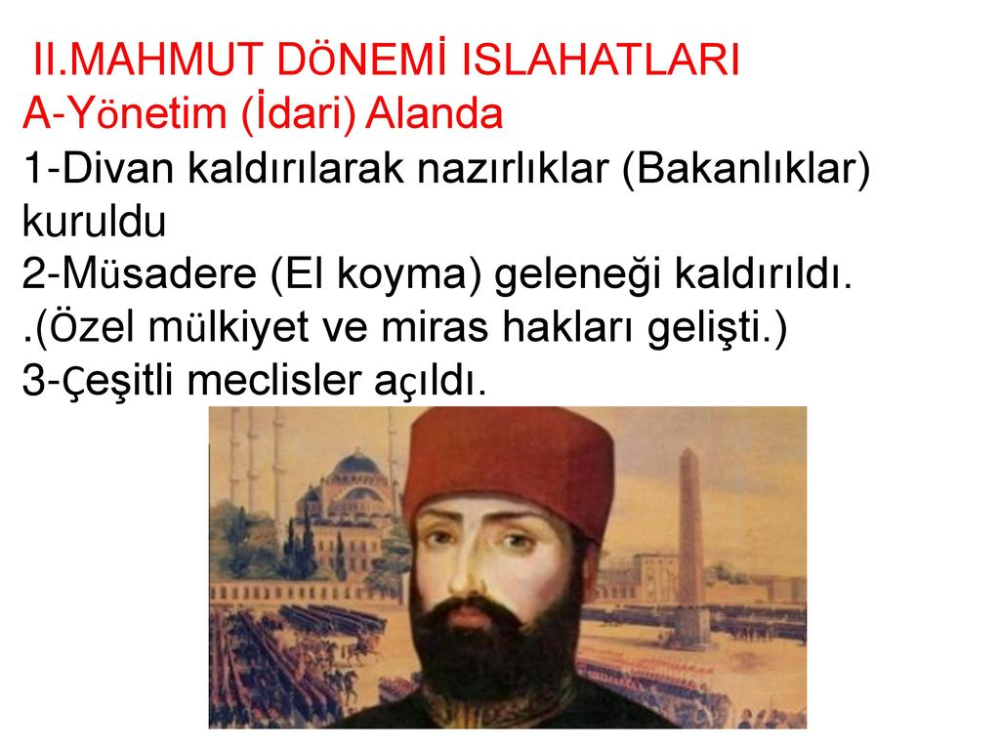 II.MAHMUT DÖNEMİ ISLAHATLARI
A-Yönetim (İdari) Alanda
1-Divan kaldırılarak nazırlıklar (Bakanlıklar)
kuruldu
2-Müsadere (El koyma) geleneği kaldırıldı.
.(Özel mülkiyet ve miras hakları gelişti.)
3-Çeşitli meclisler açıldı.